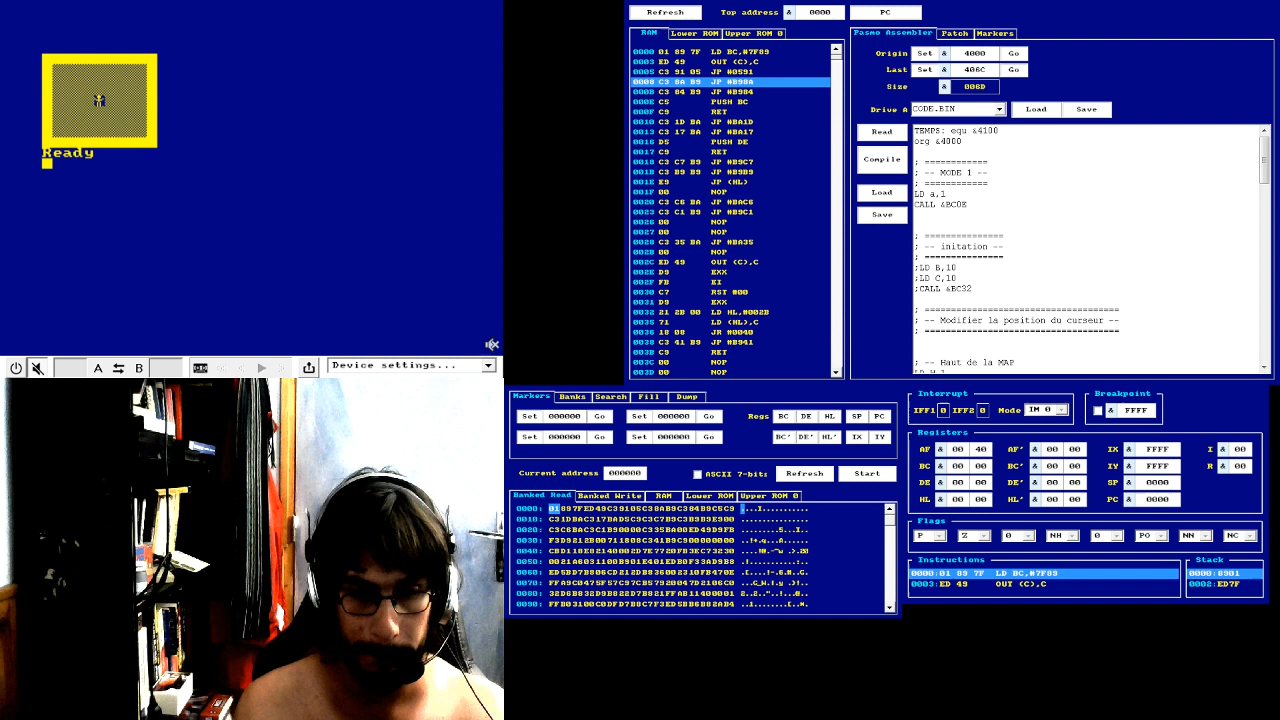 Ready
A B
Device settings...
Refresh Top address & 0000 PC
RAM Lower ROM Upper ROM 0
0000 01 89 7F LD BC,#7F89
0003 ED 49 OUT (C),C
0005 C3 91 05 JP #0591
0008 C3 8A B9 JP #B98A
000B C3 84 B9 JP #B984
000E C5 PUSH BC
000F C9 RET
0010 C3 1D BA JP #BA1D
0013 C3 17 BA JP #BA17
0016 D5 PUSH DE
0017 C9 RET
0018 C3 C7 B9 JP #B9C7
001B C3 B9 B9 JP #B9B9
001E E9 JP (HL)
001F 00 NOP
0020 C3 C6 BA JP #BAC6
0023 C3 C1 B9 JP #B9C1
0026 00 NOP
0027 00 NOP
0028 C3 35 BA JP #BA35
002B 00 NOP
002C ED 49 OUT (C),C
002E D9 EXX
002F FB EI
0030 C7 RST #00
0031 D9 EXX
0032 21 2B 00 LD HL,#002B
0035 71 LD (HL),C
0036 18 08 JR #0040
0038 C3 41 B9 JP #B941
003B C9 RET
003C 00 NOP
003D 00 NOP
Pasmo Assembler Patch Markers
Origin Set & 4000 Go
Last Set & 406C Go
Size & 006D
Drive A CODE.BIN Load Save
Read
Compile
Load
Save
TEMPS: equ &4100
org &4000
; ============
; -- MODE 1 --
; ============
LD a,1
CALL &BC0E
; ===============
; -- initation --
; ===============
;LD B,10
;LD C,10
;CALL &BC32
; ====================================
; -- Modifier la position du curseur --
; ====================================
; -- Haut de la MAP
Markers Banks Search Fill Dump
Set 000000 Go Set 000000 Go Regs BC DE HL SP PC
Set 000000 Go Set 000000 Go BC' DE' HL' IX IY
Current address 000000 ASCII 7-bit: Refresh Start
Banked Read Banked Write RAM Lower ROM Upper ROM 0
0000: 01897FED49C39105C38AB9C384B9C5C9
0010: C31DBAC317BAD5C9C3C7B9C3B9B9E900
0020: C3C6BAC3C1B90000C335BA00ED49D9FB
0030: C7D9212B00711808C341B9C900000000
Interrupt
IFF1 0 IFF2 0 Mode IM 0
Breakpoint
& FFFF
Registers
AF & 00 40 AF' & 00 00 IX & FFFF I & 00
BC & 00 00 BC' & 00 00 IY & FFFF R & 00
DE & 00 00 DE' & 00 00 SP & 0000
HL & 00 00 HL' & 00 00 PC & 0000
Flags
P Z 0 NH 0 PO NN NC
Instructions
0000:01 89 7F LD BC,#7F89
0003:ED 49 OUT (C),C
Stack
0000:8901
0002:ED7F